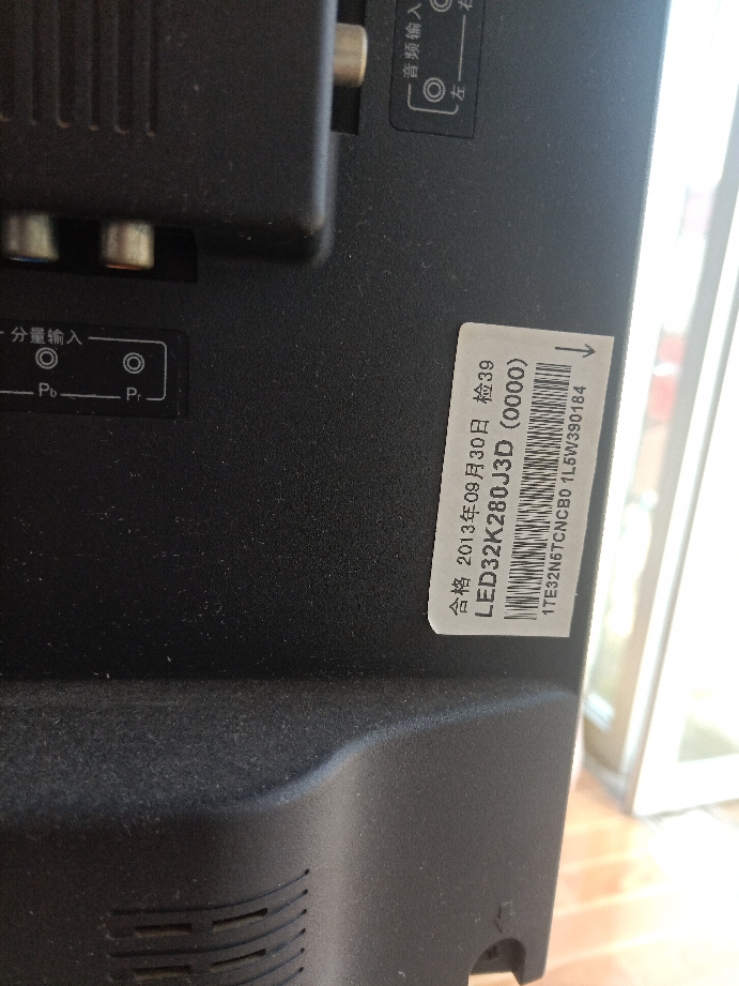 音频输入
左
右
分量输入
Pb
Pr
合格 2013年09月30日 检39
LED32K280J3D (0000)
1TE32N5TCNCB0 1L5W390184